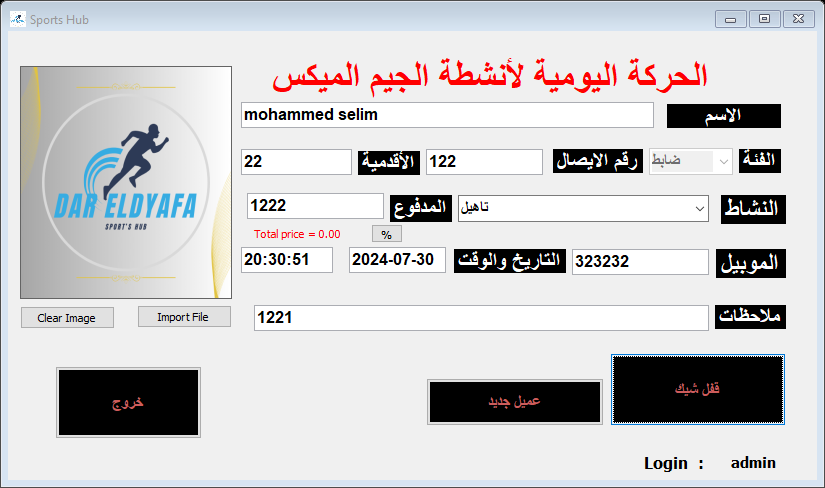 Sports Hub
الحركة اليومية لأنشطة الجيم الميكس
الاسم mohammed selim
الفئة ضابط رقم الايصال 122 الأقدمية 22
النشاط تاهيل المدفوع 1222
Total price = 0.00 %
الموبيل 323232 التاريخ والوقت 2024-07-30 20:30:51
ملاحظات 1221
DAR ELDYAFA
SPORT'S HUB
Clear Image Import File
قفل شيك عميل جديد خروج
Login : admin